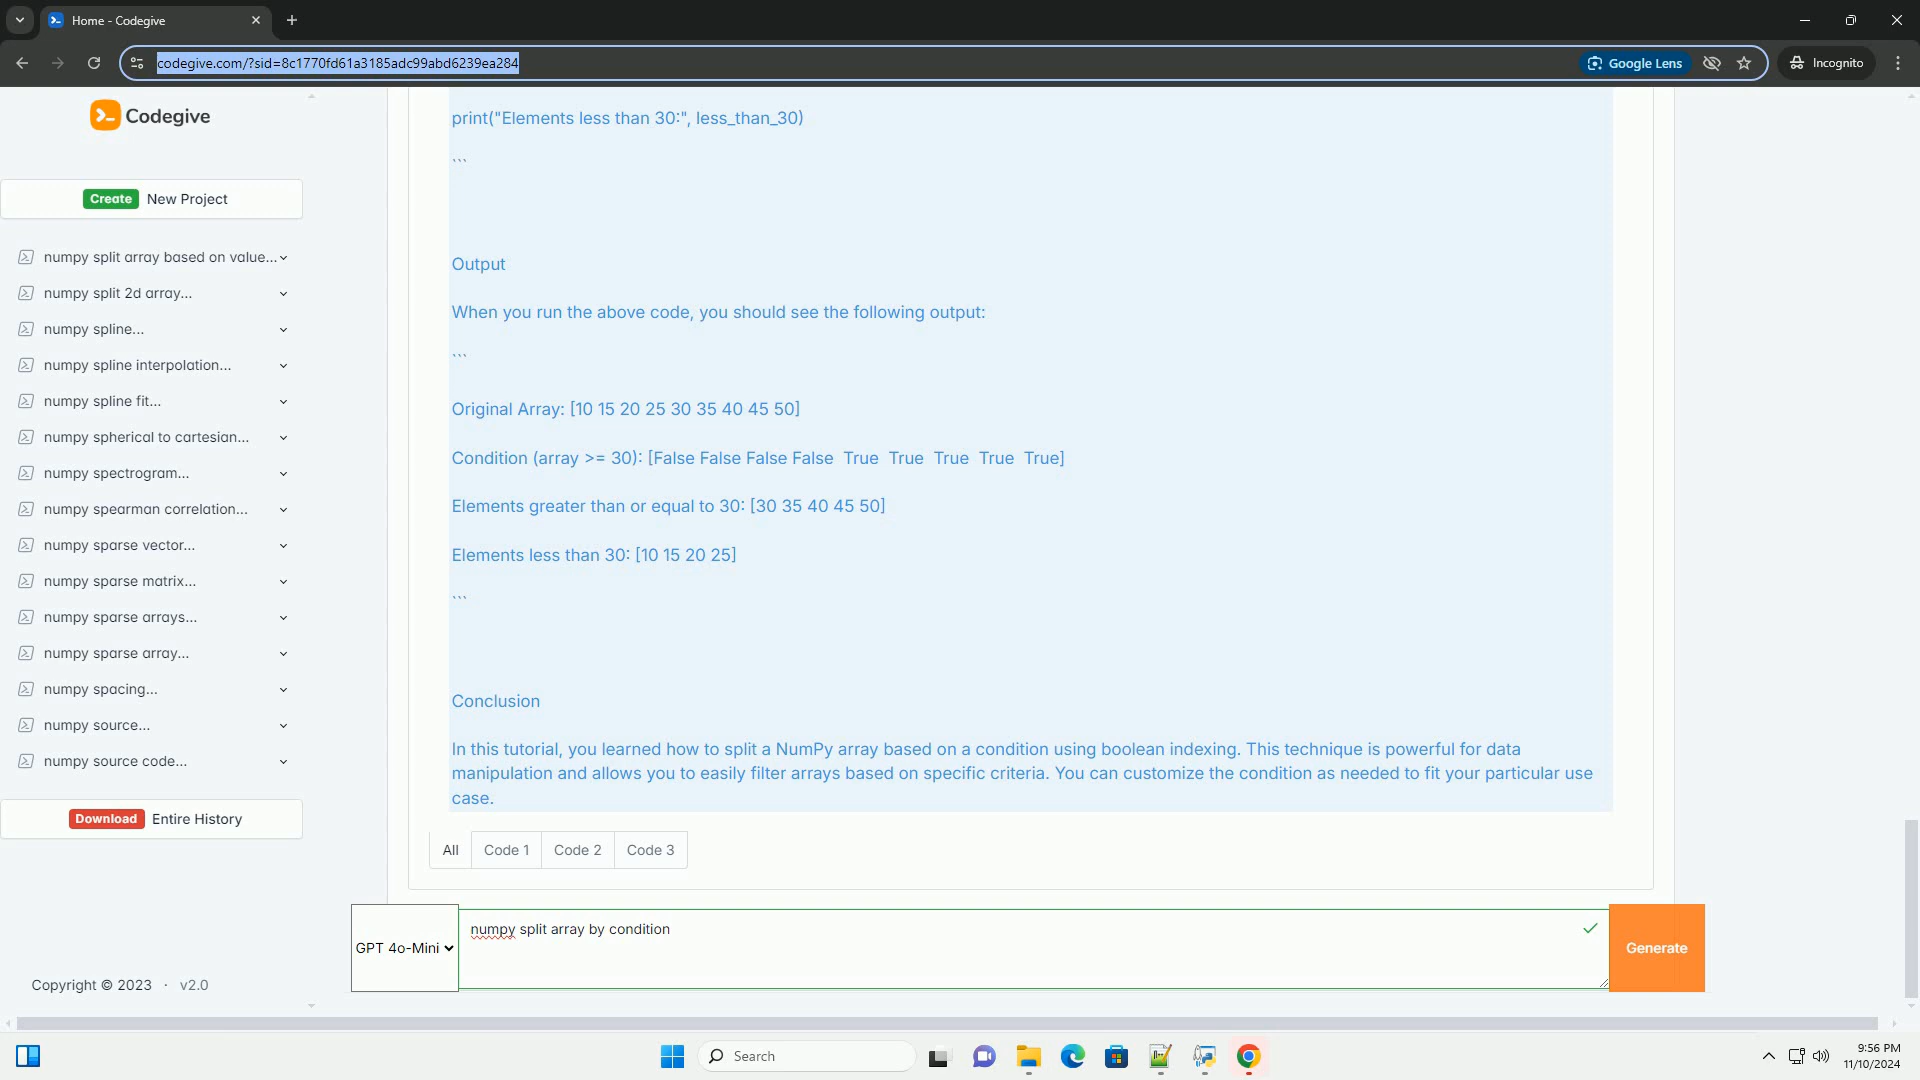 Home - Codegive
codegive.com/?sid=8c1770fd61a3185adc99abd6239ea284
Google Lens
Incognito
Codegive
Create New Project
numpy split array based on value...
numpy split 2d array...
numpy spline...
numpy spline interpolation...
numpy spline fit...
numpy spherical to cartesian...
numpy spectrogram...
numpy spearman correlation...
numpy sparse vector...
numpy sparse matrix...
numpy sparse arrays...
numpy sparse array...
numpy spacing...
numpy source...
numpy source code...
Download Entire History
Copyright © 2023 · v2.0
print("Elements less than 30:", less_than_30)
```
Output
When you run the above code, you should see the following output:
```
Original Array: [10 15 20 25 30 35 40 45 50]
Condition (array >= 30): [False False False False  True  True  True  True  True]
Elements greater than or equal to 30: [30 35 40 45 50]
Elements less than 30: [10 15 20 25]
```
Conclusion
In this tutorial, you learned how to split a NumPy array based on a condition using boolean indexing. This technique is powerful for data
manipulation and allows you to easily filter arrays based on specific criteria. You can customize the condition as needed to fit your particular use
case.
All Code 1 Code 2 Code 3
GPT 4o-Mini
numpy split array by condition
Generate
Search
9:56 PM
11/10/2024